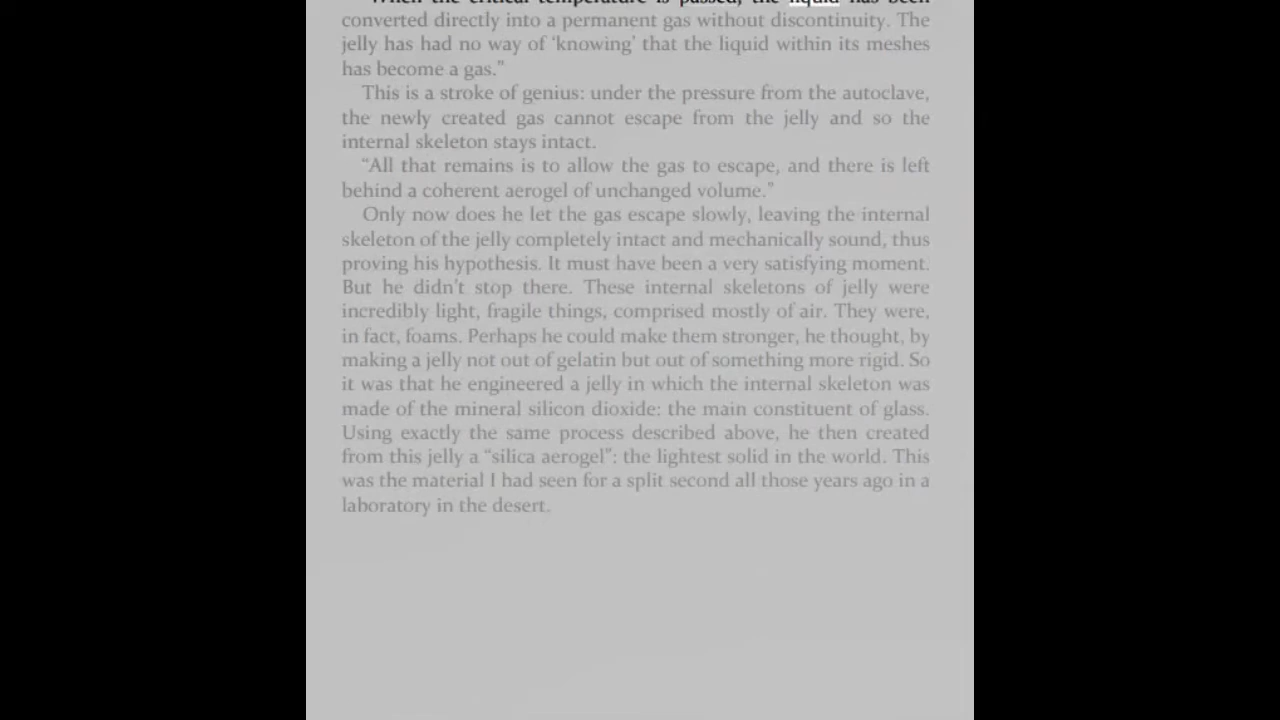 "When the critical temperature is passed, the liquid has been
converted directly into a permanent gas without discontinuity. The
jelly has had no way of ‘knowing’ that the liquid within its meshes
has become a gas.”
This is a stroke of genius: under the pressure from the autoclave,
the newly created gas cannot escape from the jelly and so the
internal skeleton stays intact.
“All that remains is to allow the gas to escape, and there is left
behind a coherent aerogel of unchanged volume.”
Only now does he let the gas escape slowly, leaving the internal
skeleton of the jelly completely intact and mechanically sound, thus
proving his hypothesis. It must have been a very satisfying moment.
But he didn’t stop there. These internal skeletons of jelly were
incredibly light, fragile things, comprised mostly of air. They were,
in fact, foams. Perhaps he could make them stronger, he thought, by
making a jelly not out of gelatin but out of something more rigid. So
it was that he engineered a jelly in which the internal skeleton was
made of the mineral silicon dioxide: the main constituent of glass.
Using exactly the same process described above, he then created
from this jelly a “silica aerogel”: the lightest solid in the world. This
was the material I had seen for a split second all those years ago in a
laboratory in the desert.